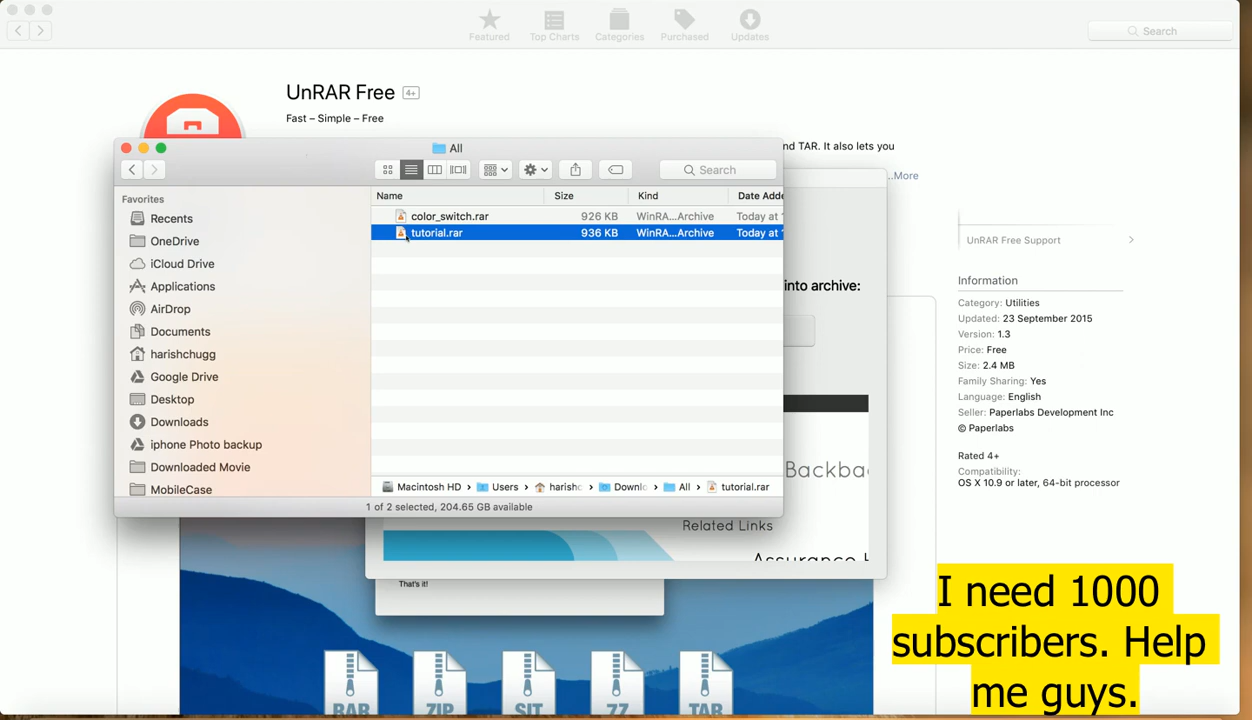 Featured
Top Charts
Categories
Purchased
Updates
Search
UnRAR Free 4+
Fast – Simple – Free
nd TAR. It also lets you
...More
All
Search
Favorites
Recents
OneDrive
iCloud Drive
Applications
AirDrop
Documents
harishchugg
Google Drive
Desktop
Downloads
iphone Photo backup
Downloaded Movie
MobileCase
Name Size Kind Date Adde
color_switch.rar 926 KB WinRA...Archive Today at
tutorial.rar 936 KB WinRA...Archive Today at
Macintosh HD › Users › harish › Downlo › All › tutorial.rar
1 of 2 selected, 204.65 GB available
into archive:
Backba
Related Links
Assurance
That's it!
RAR ZIP SIT 7Z TAR
UnRAR Free Support
Information
Category: Utilities
Updated: 23 September 2015
Version: 1.3
Price: Free
Size: 2.4 MB
Family Sharing: Yes
Language: English
Seller: Paperlabs Development Inc
© Paperlabs
Rated 4+
Compatibility:
OS X 10.9 or later, 64-bit processor
I need 1000
subscribers. Help
me guys.